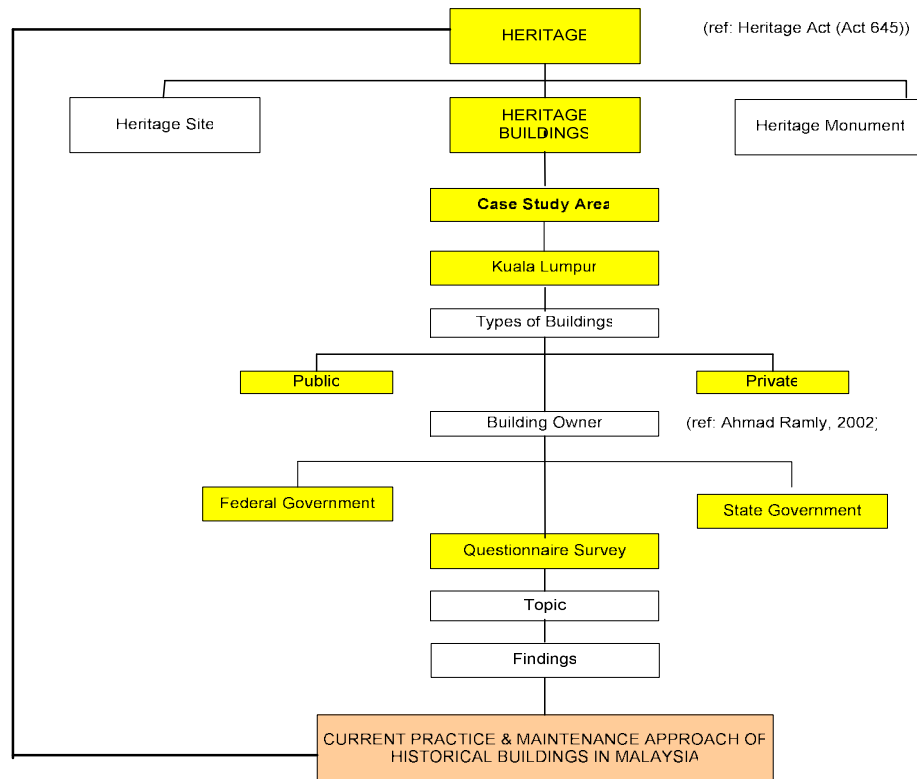 HERITAGE
(ref: Heritage Act (Act 645))
Heritage Site
HERITAGE
BUILDINGS
Heritage Monument
Case Study Area
Kuala Lumpur
Types of Buildings
Public
Private
Building Owner
(ref: Ahmad Ramly, 2002)
Federal Government
State Government
Questionnaire Survey
Topic
Findings
CURRENT PRACTICE & MAINTENANCE APPROACH OF
HISTORICAL BUILDINGS IN MALAYSIA